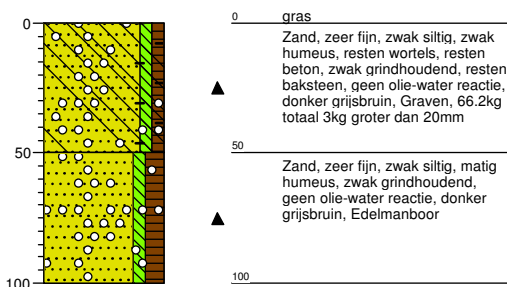 0
0
gras
Zand, zeer fijn, zwak siltig, zwak
humeus, resten wortels, resten
beton, zwak grindhoudend, resten
baksteen, geen olie-water reactie,
donker grijsbruin, Graven, 66.2kg
totaal 3kg groter dan 20mm
50
50
Zand, zeer fijn, zwak siltig, matig
humeus, zwak grindhoudend,
geen olie-water reactie, donker
grijsbruin, Edelmanboor
100
100